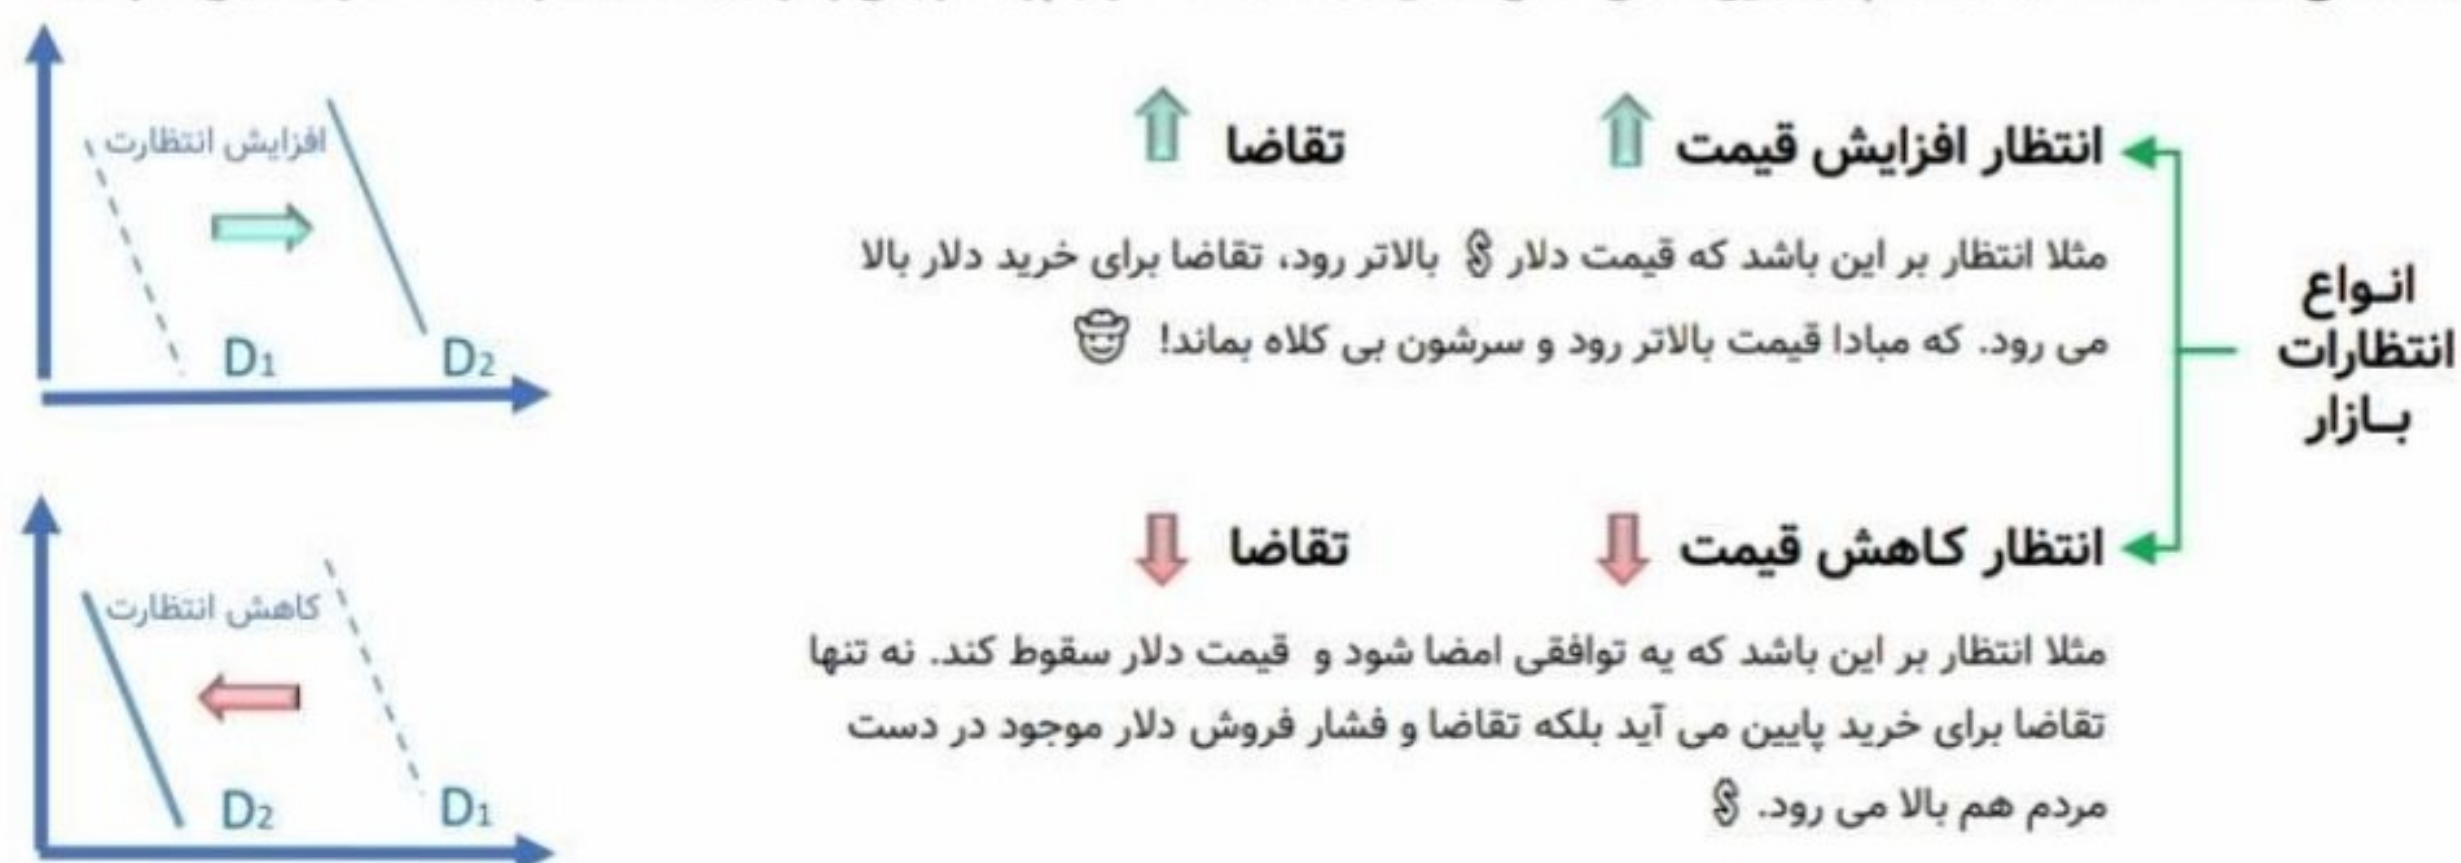 انواع
انتظارات
بازار
انتظار افزایش قیمت
تقاضا
مثلا انتظار بر این باشد که قیمت دلار بالاتر رود، تقاضا برای خرید دلار بالا
می رود. که مبادا قیمت بالاتر رود و سرشون بی کلاه بماند!
افزایش انتظارت
D1
D2
انتظار کاهش قیمت
تقاضا
مثلا انتظار بر این باشد که یه توافقی امضا شود و قیمت دلار سقوط کند. نه تنها
تقاضا برای خرید پایین می آید بلکه تقاضا و فشار فروش دلار موجود در دست
مردم هم بالا می رود.
کاهش انتظارت
D2
D1